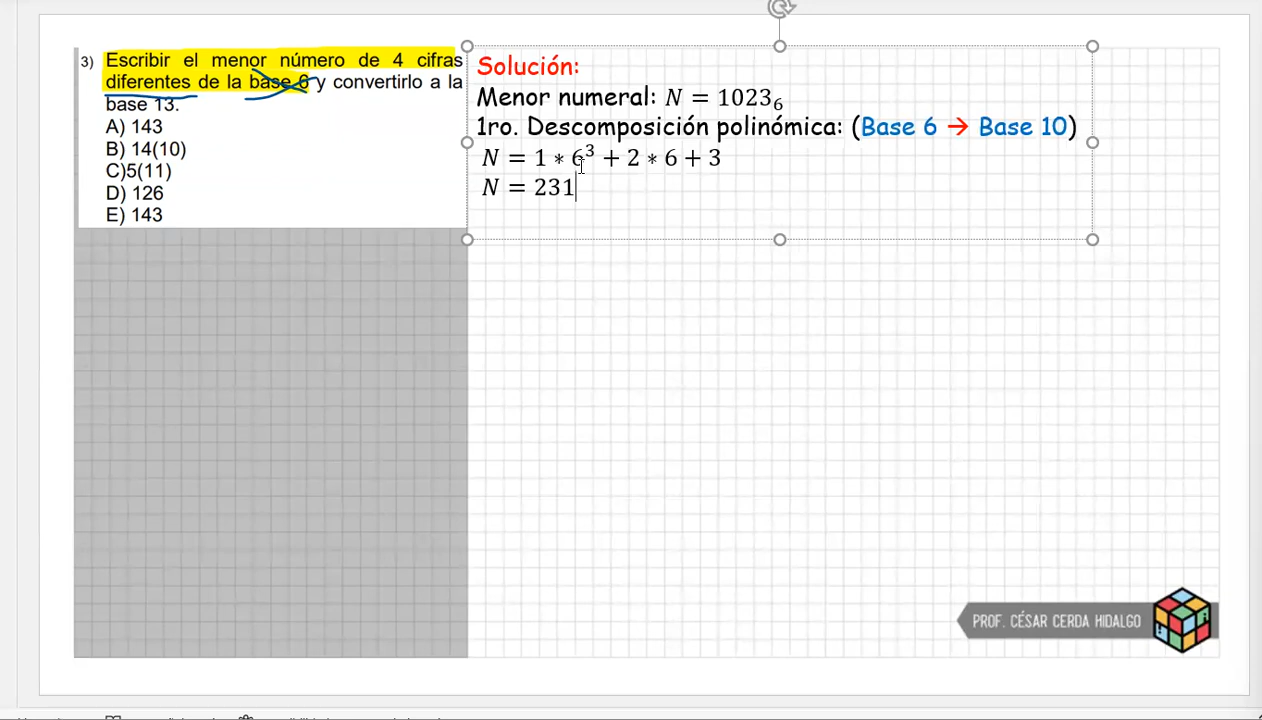 3) Escribir el menor número de 4 cifras
diferentes de la base 6 y convertirlo a la
base 13.
A) 143
B) 14(10)
C)5(11)
D) 126
E) 143
Solución:
Menor numeral: N = 1023₆
1ro. Descomposición polinómica: (Base 6 → Base 10)
N = 1 ∗ 6³ + 2 ∗ 6 + 3
N = 231
PROF. CÉSAR CERDA HIDALGO